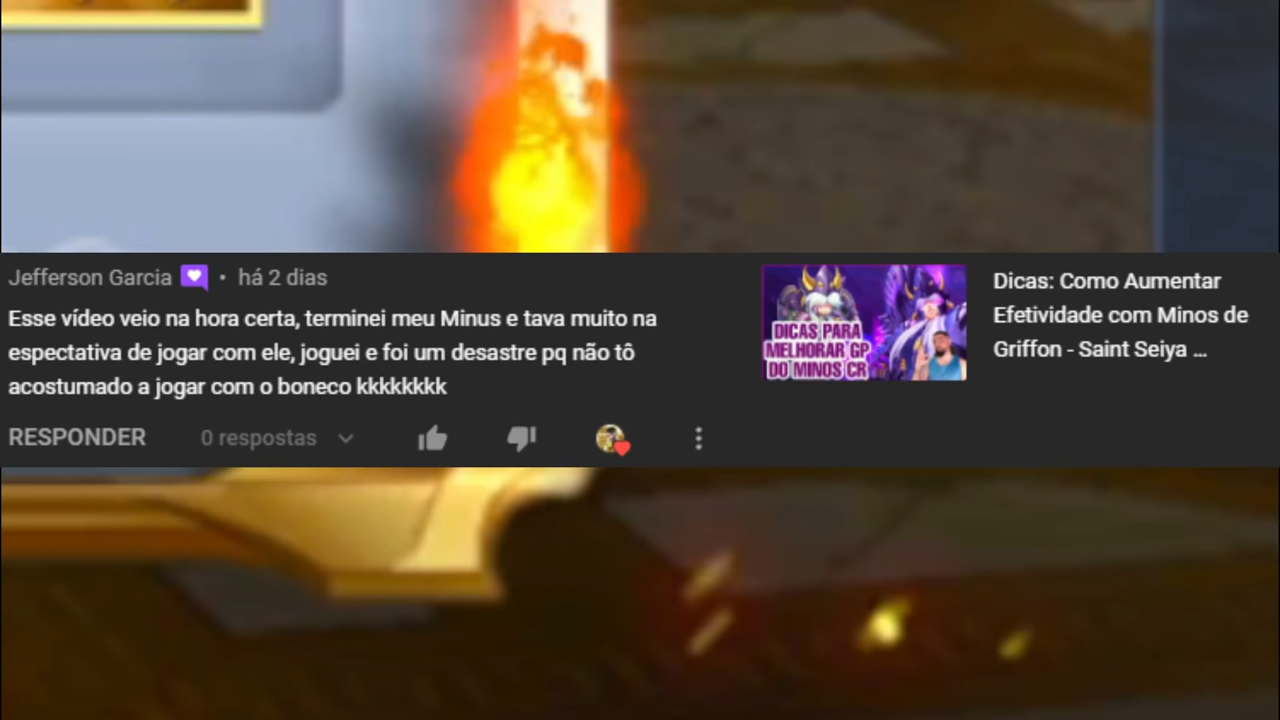 Jefferson Garcia • há 2 dias
Esse vídeo veio na hora certa, terminei meu Minus e tava muito na
espectativa de jogar com ele, joguei e foi um desastre pq não tô
acostumado a jogar com o boneco kkkkkkkk
RESPONDER 0 respostas
DICAS PARA
MELHORAR GP
DO MINOS CR
Dicas: Como Aumentar
Efetividade com Minos de
Griffon - Saint Seiya ...